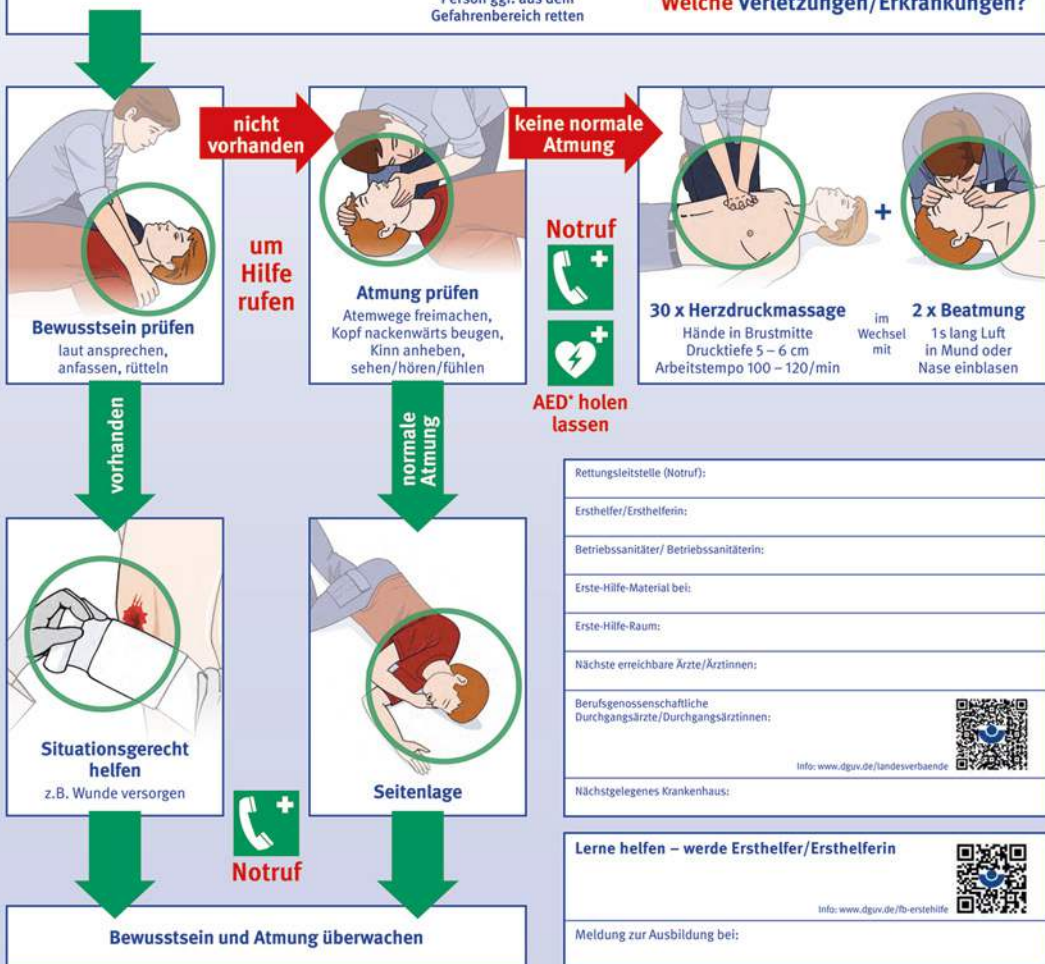 Person ggf. aus dem
Gefahrenbereich retten
Welche Verletzungen/Erkrankungen?
nicht
vorhanden
keine normale
Atmung
um
Hilfe
rufen
Notruf
AED* holen
lassen
Bewusstsein prüfen
laut ansprechen,
anfassen, rütteln
Atmung prüfen
Atemwege freimachen,
Kopf nackenwärts beugen,
Kinn anheben,
sehen/hören/fühlen
30 x Herzdruckmassage
Hände in Brustmitte
Drucktiefe 5 – 6 cm
Arbeitstempo 100 – 120/min
+
im
Wechsel
mit
2 x Beatmung
1 s lang Luft
in Mund oder
Nase einblasen
vorhanden
normale
Atmung
Situationsgerecht
helfen
z.B. Wunde versorgen
Seitenlage
Notruf
Bewusstsein und Atmung überwachen
Rettungsleitstelle (Notruf):
Ersthelfer/Ersthelferin:
Betriebssanitäter/ Betriebssanitäterin:
Erste-Hilfe-Material bei:
Erste-Hilfe-Raum:
Nächste erreichbare Ärzte/Ärztinnen:
Berufsgenossenschaftliche
Durchgangsärzte/Durchgangsärztinnen:
Info: www.dguv.de/landesverbaende
Nächstgelegenes Krankenhaus:
Lerne helfen – werde Ersthelfer/Ersthelferin
Info: www.dguv.de/fb-erstehilfe
Meldung zur Ausbildung bei: